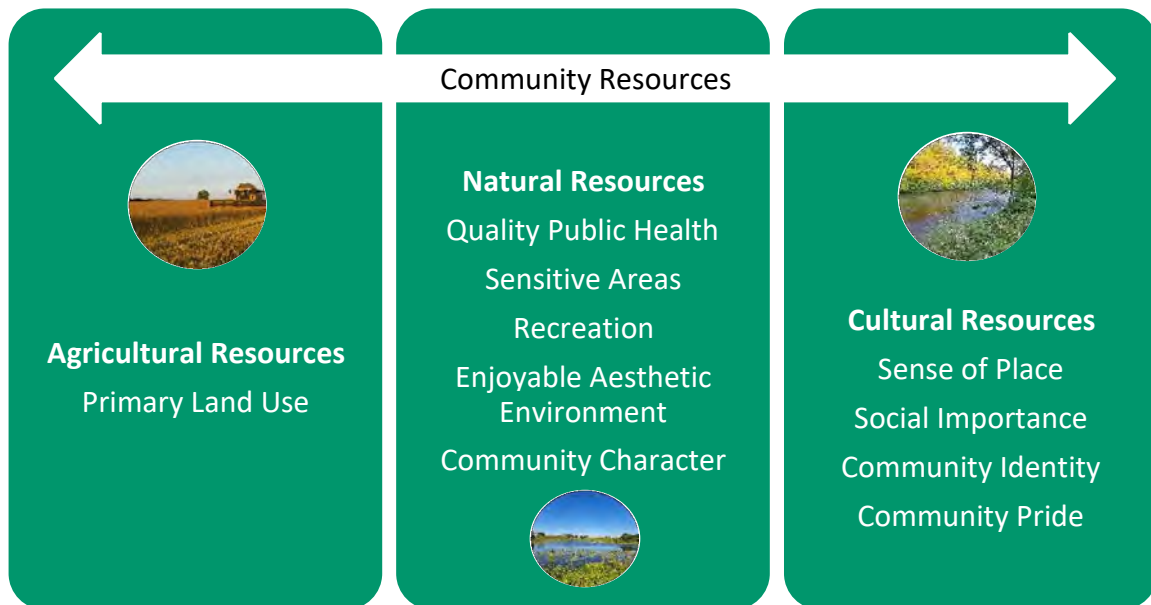 Community Resources
Agricultural Resources
Primary Land Use
Natural Resources
Quality Public Health
Sensitive Areas
Recreation
Enjoyable Aesthetic
Environment
Community Character
Cultural Resources
Sense of Place
Social Importance
Community Identity
Community Pride